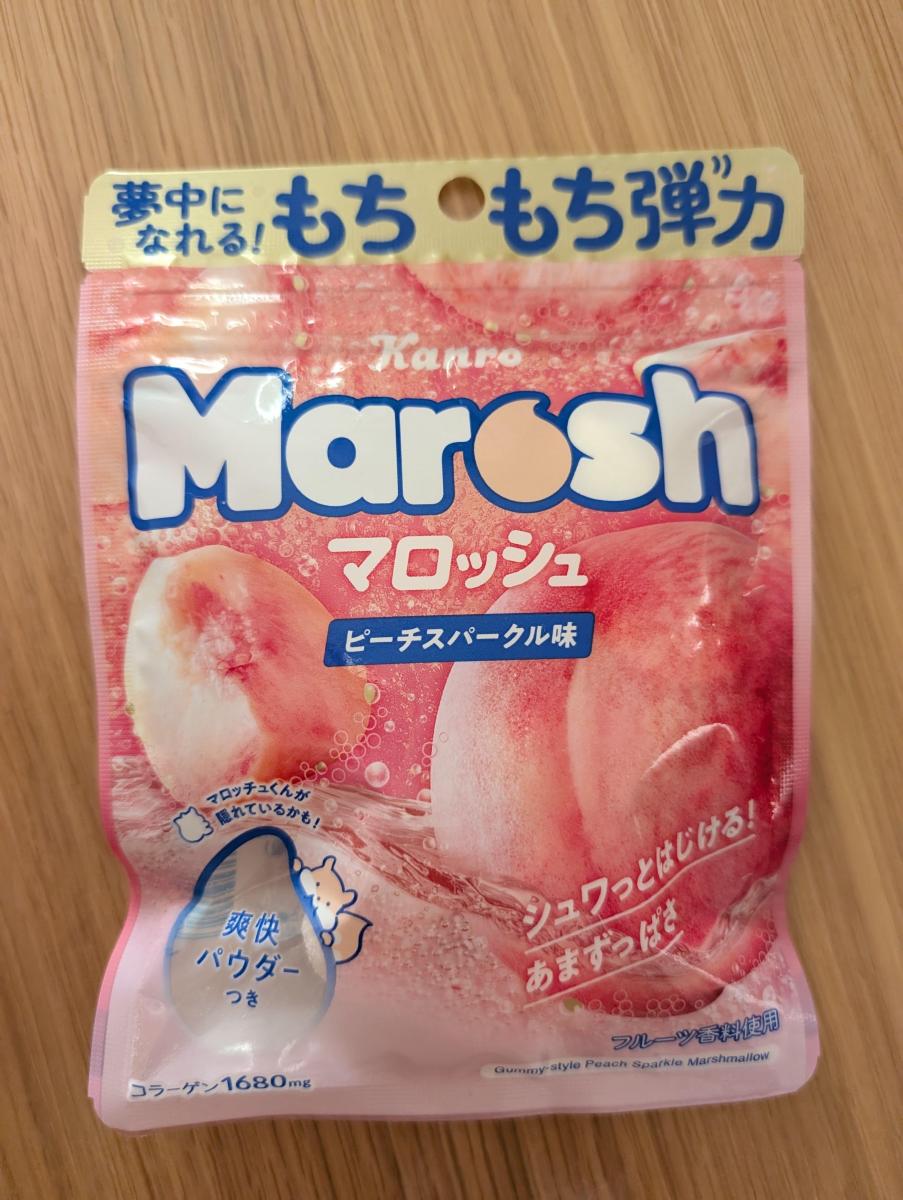 夢中に
なれる!
もち もち弾”力
Kanro
Marosh
マロッシュ
ピーチスパークル味
マロッチュくんが
隠れているかも!
爽快
パウダー
つき
シュワっとはじける!
あまずっぱさ
フルーツ香料使用
Gummy-style Peach Sparkle Marshmallow
コラーゲン1680mg